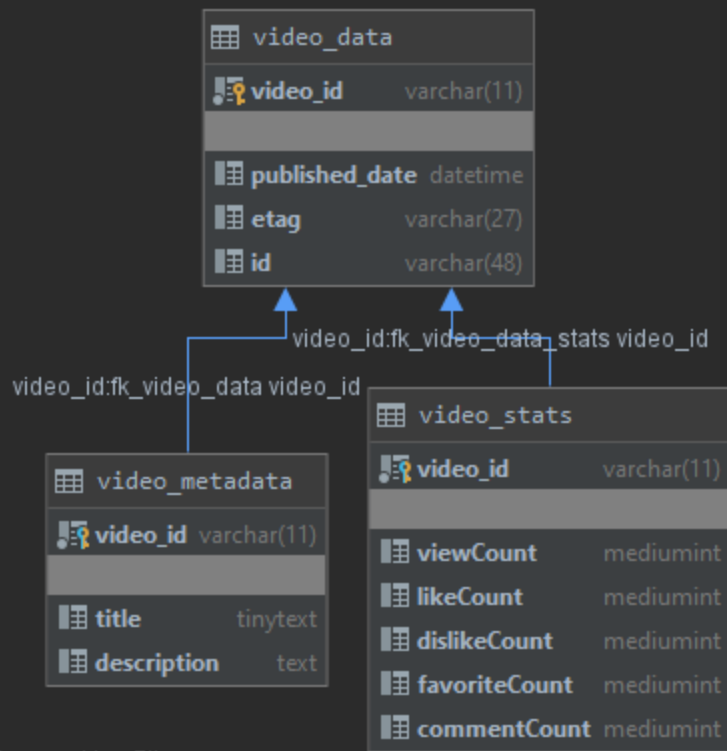 video_data
video_id varchar(11)
published_date datetime
etag varchar(27)
id varchar(48)
video_id:fk_video_data_stats video_id
video_id:fk_video_data video_id
video_stats
video_id varchar(11)
viewCount mediumint
likeCount mediumint
dislikeCount mediumint
favoriteCount mediumint
commentCount mediumint
video_metadata
video_id varchar(11)
title tinytext
description text